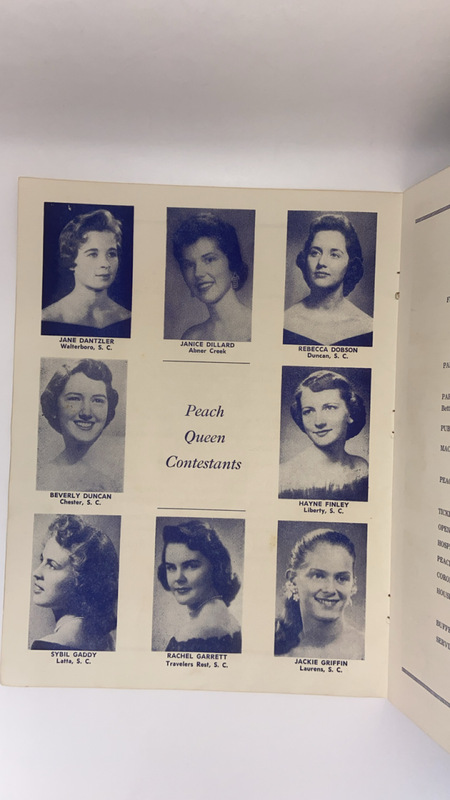 JANE DANTZLER
Walterboro, S. C.
JANICE DILLARD
Abner Creek
REBECCA DOBSON
Duncan, S. C.
BEVERLY DUNCAN
Chester, S. C.
Peach
Queen
Contestants
HAYNE FINLEY
Liberty, S. C.
SYBIL GADDY
Latta, S. C.
RACHEL GARRETT
Travelers Rest, S. C.
JACKIE GRIFFIN
Laurens, S. C.